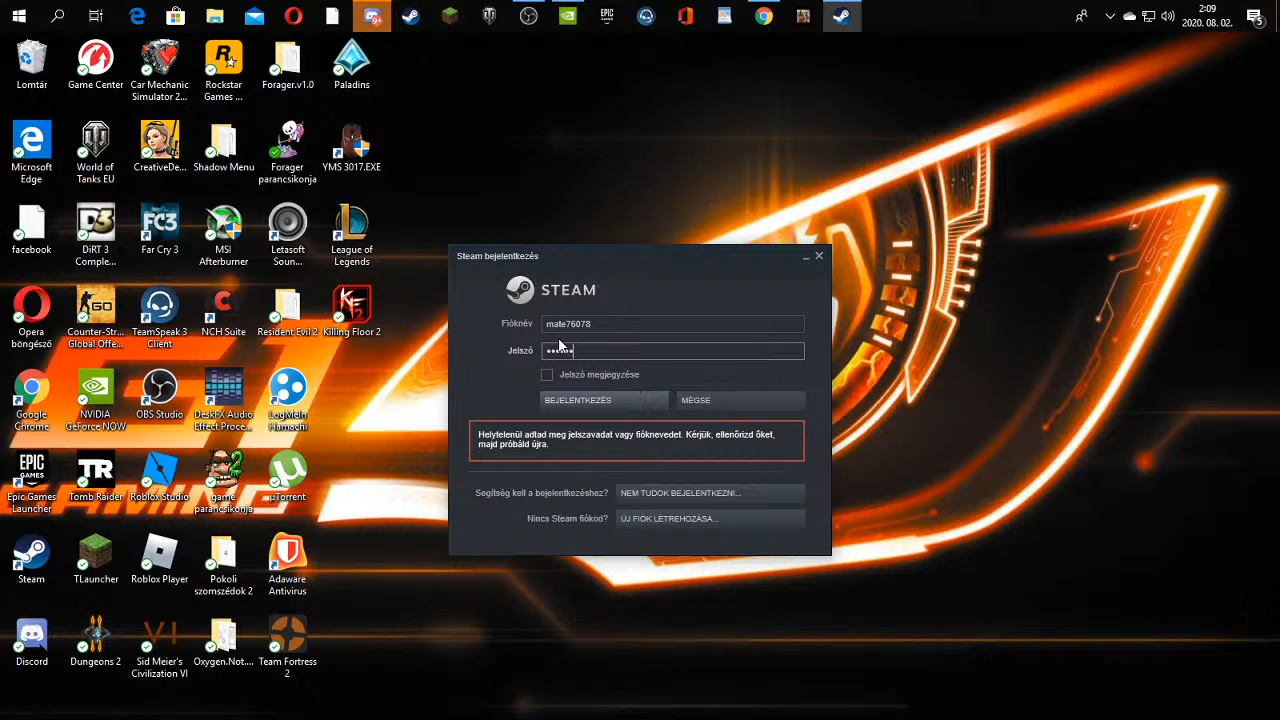 2:09
2020. 08. 02.
5
Lomtár
Game Center
Car Mechanic
Simulator 2...
Rockstar
Games ...
Forager.v1.0
Paladins
Microsoft
Edge
World of
Tanks EU
CreativeDe...
Shadow Menu
Forager
parancsikonja
YMS 3017.EXE
facebook
DiRT 3
Comple...
Far Cry 3
MSI
Afterburner
Letasoft
Soun...
League of
Legends
Opera
böngésző
Counter-Str...
Global Offe...
TeamSpeak 3
Client
NCH Suite
Resident Evil 2
Killing Floor 2
Google
Chrome
NVIDIA
GeForce NOW
OBS Studio
DeskFX Audio
Effect Proce...
LogMeIn
Hamachi
Epic Games
Launcher
Tomb Raider
Roblox Studio
game
parancsikonja
µTorrent
Steam
TLauncher
Roblox Player
Pokoli
szomszédok 2
Adaware
Antivirus
Discord
Dungeons 2
Sid Meier's
Civilization VI
Oxygen.Not....
Team Fortress
2
GAMING
Steam bejelentkezés
STEAM
Fióknév
mate76078
Jelszó
Jelszó megjegyzése
BEJELENTKEZÉS
MÉGSE
Helytelenül adtad meg jelszavadat vagy fióknevedet. Kérjük, ellenőrizd őket,
majd próbáld újra.
Segítség kell a bejelentkezéshez?
NEM TUDOK BEJELENTKEZNI...
Nincs Steam fiókod?
ÚJ FIÓK LÉTREHOZÁSA...